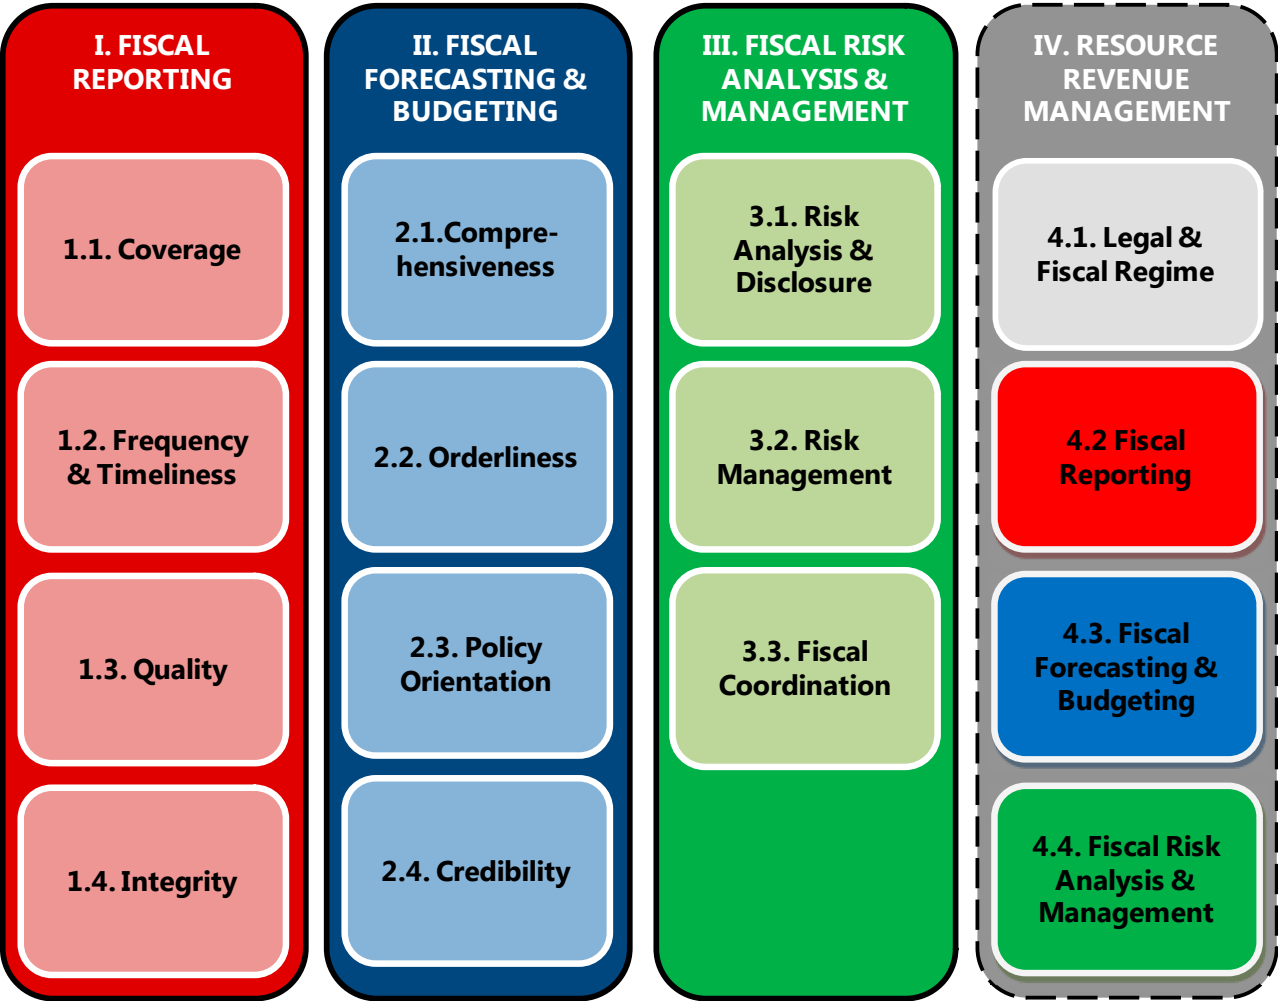 I. FISCAL
REPORTING
1.1. Coverage
1.2. Frequency
& Timeliness
1.3. Quality
1.4. Integrity
II. FISCAL
FORECASTING &
BUDGETING
2.1.Compre-
hensiveness
2.2. Orderliness
2.3. Policy
Orientation
2.4. Credibility
III. FISCAL RISK
ANALYSIS &
MANAGEMENT
3.1. Risk
Analysis &
Disclosure
3.2. Risk
Management
3.3. Fiscal
Coordination
IV. RESOURCE
REVENUE
MANAGEMENT
4.1. Legal &
Fiscal Regime
4.2 Fiscal
Reporting
4.3. Fiscal
Forecasting &
Budgeting
4.4. Fiscal Risk
Analysis &
Management